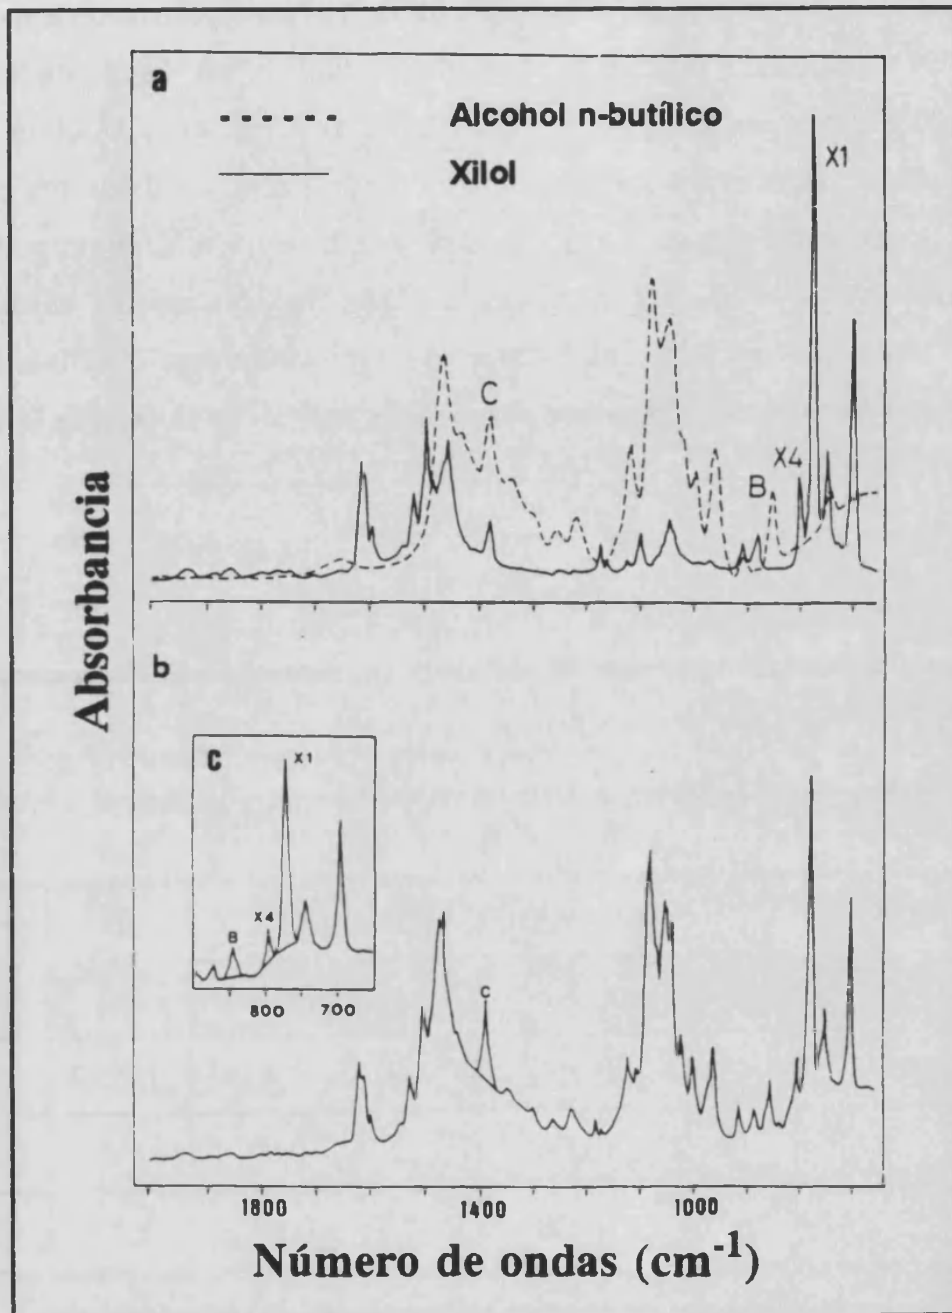 a
Alcohol n-butílico
Xilol
X1
C
B
X4
Absorbancia
b
C
X1
X4
B
800 700
C
1800 1400 1000
Número de ondas (cm-1)